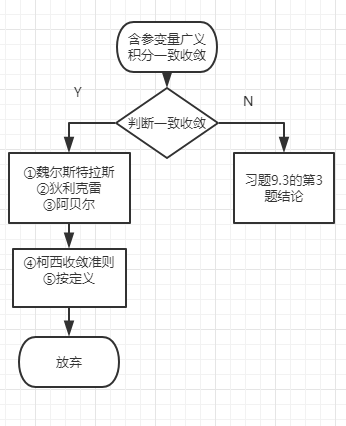 含参变量广义
积分一致收敛
Y
N
判断一致收敛
①魏尔斯特拉斯
②狄利克雷
③阿贝尔
习题9.3的第3
题结论
④柯西收敛准则
⑤按定义
放弃